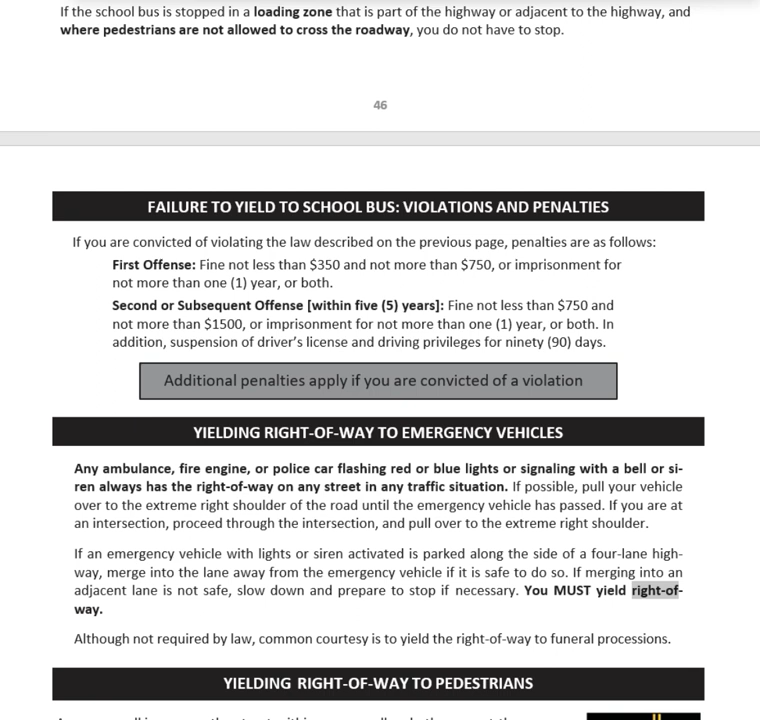 If the school bus is stopped in a loading zone that is part of the highway or adjacent to the highway, and
where pedestrians are not allowed to cross the roadway, you do not have to stop.
46
FAILURE TO YIELD TO SCHOOL BUS: VIOLATIONS AND PENALTIES
If you are convicted of violating the law described on the previous page, penalties are as follows:
First Offense: Fine not less than $350 and not more than $750, or imprisonment for
not more than one (1) year, or both.
Second or Subsequent Offense [within five (5) years]: Fine not less than $750 and
not more than $1500, or imprisonment for not more than one (1) year, or both. In
addition, suspension of driver's license and driving privileges for ninety (90) days.
Additional penalties apply if you are convicted of a violation
YIELDING RIGHT-OF-WAY TO EMERGENCY VEHICLES
Any ambulance, fire engine, or police car flashing red or blue lights or signaling with a bell or si-
ren always has the right-of-way on any street in any traffic situation. If possible, pull your vehicle
over to the extreme right shoulder of the road until the emergency vehicle has passed. If you are at
an intersection, proceed through the intersection, and pull over to the extreme right shoulder.
If an emergency vehicle with lights or siren activated is parked along the side of a four-lane high-
way, merge into the lane away from the emergency vehicle if it is safe to do so. If merging into an
adjacent lane is not safe, slow down and prepare to stop if necessary. You MUST yield right-of-
way.
Although not required by law, common courtesy is to yield the right-of-way to funeral processions.
YIELDING RIGHT-OF-WAY TO PEDESTRIANS